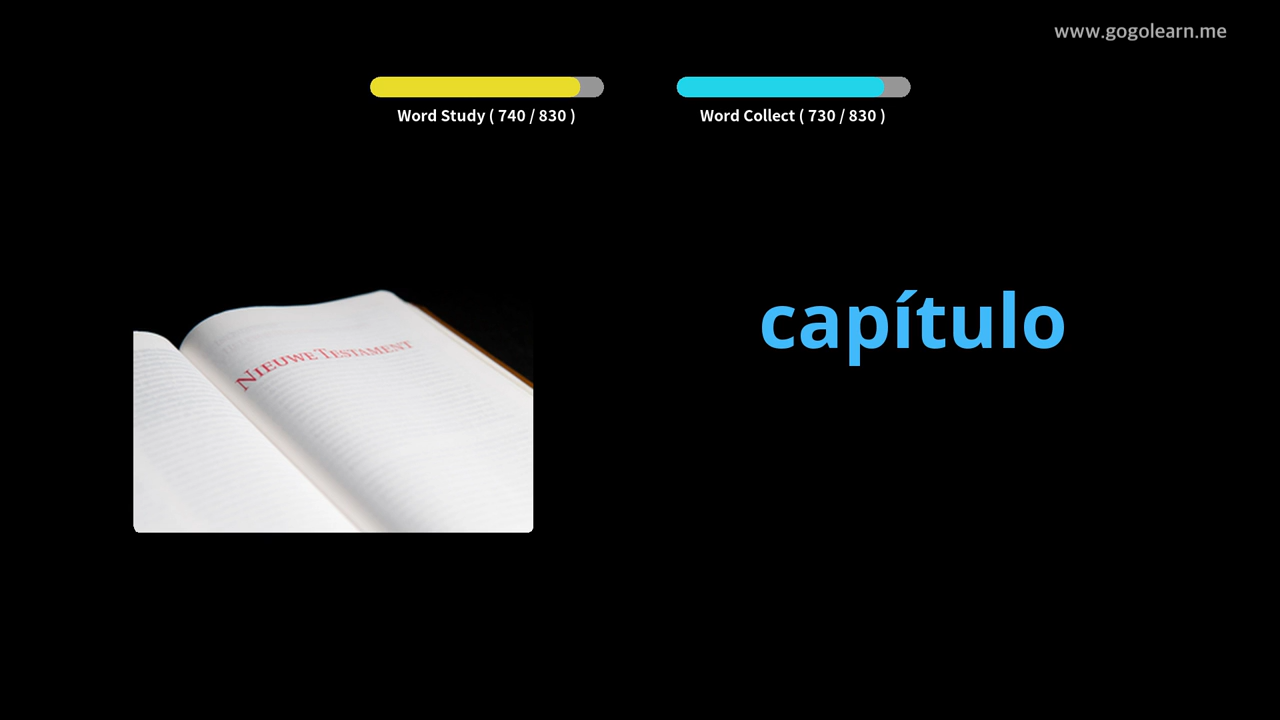 www.gogolearn.me
Word Study ( 740 / 830 )
Word Collect ( 730 / 830 )
capítulo
NIEUWE TESTAMENT